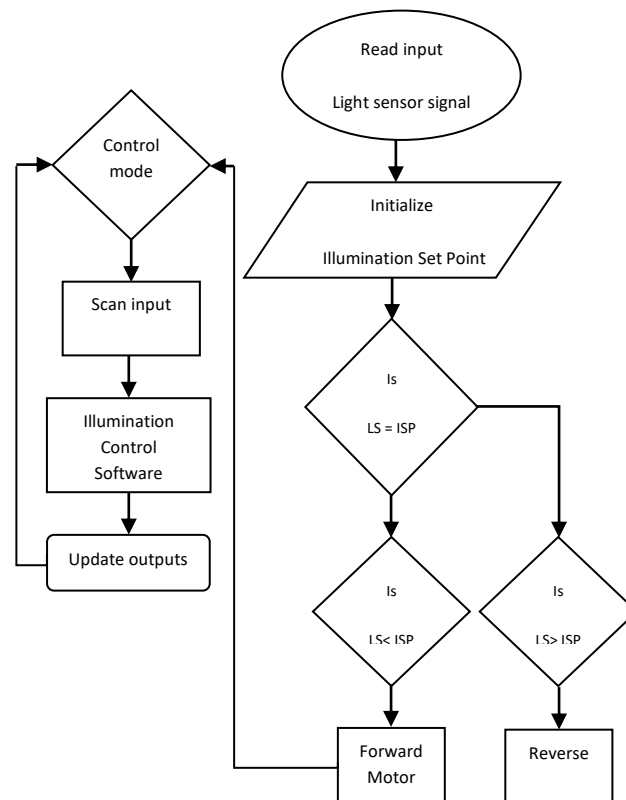 Read input
Light sensor signal
Control
mode
Initialize
Illumination Set Point
Scan input
Is
LS = ISP
Illumination
Control
Software
Update outputs
Is
LS< ISP
Is
LS> ISP
Forward
Motor
Reverse